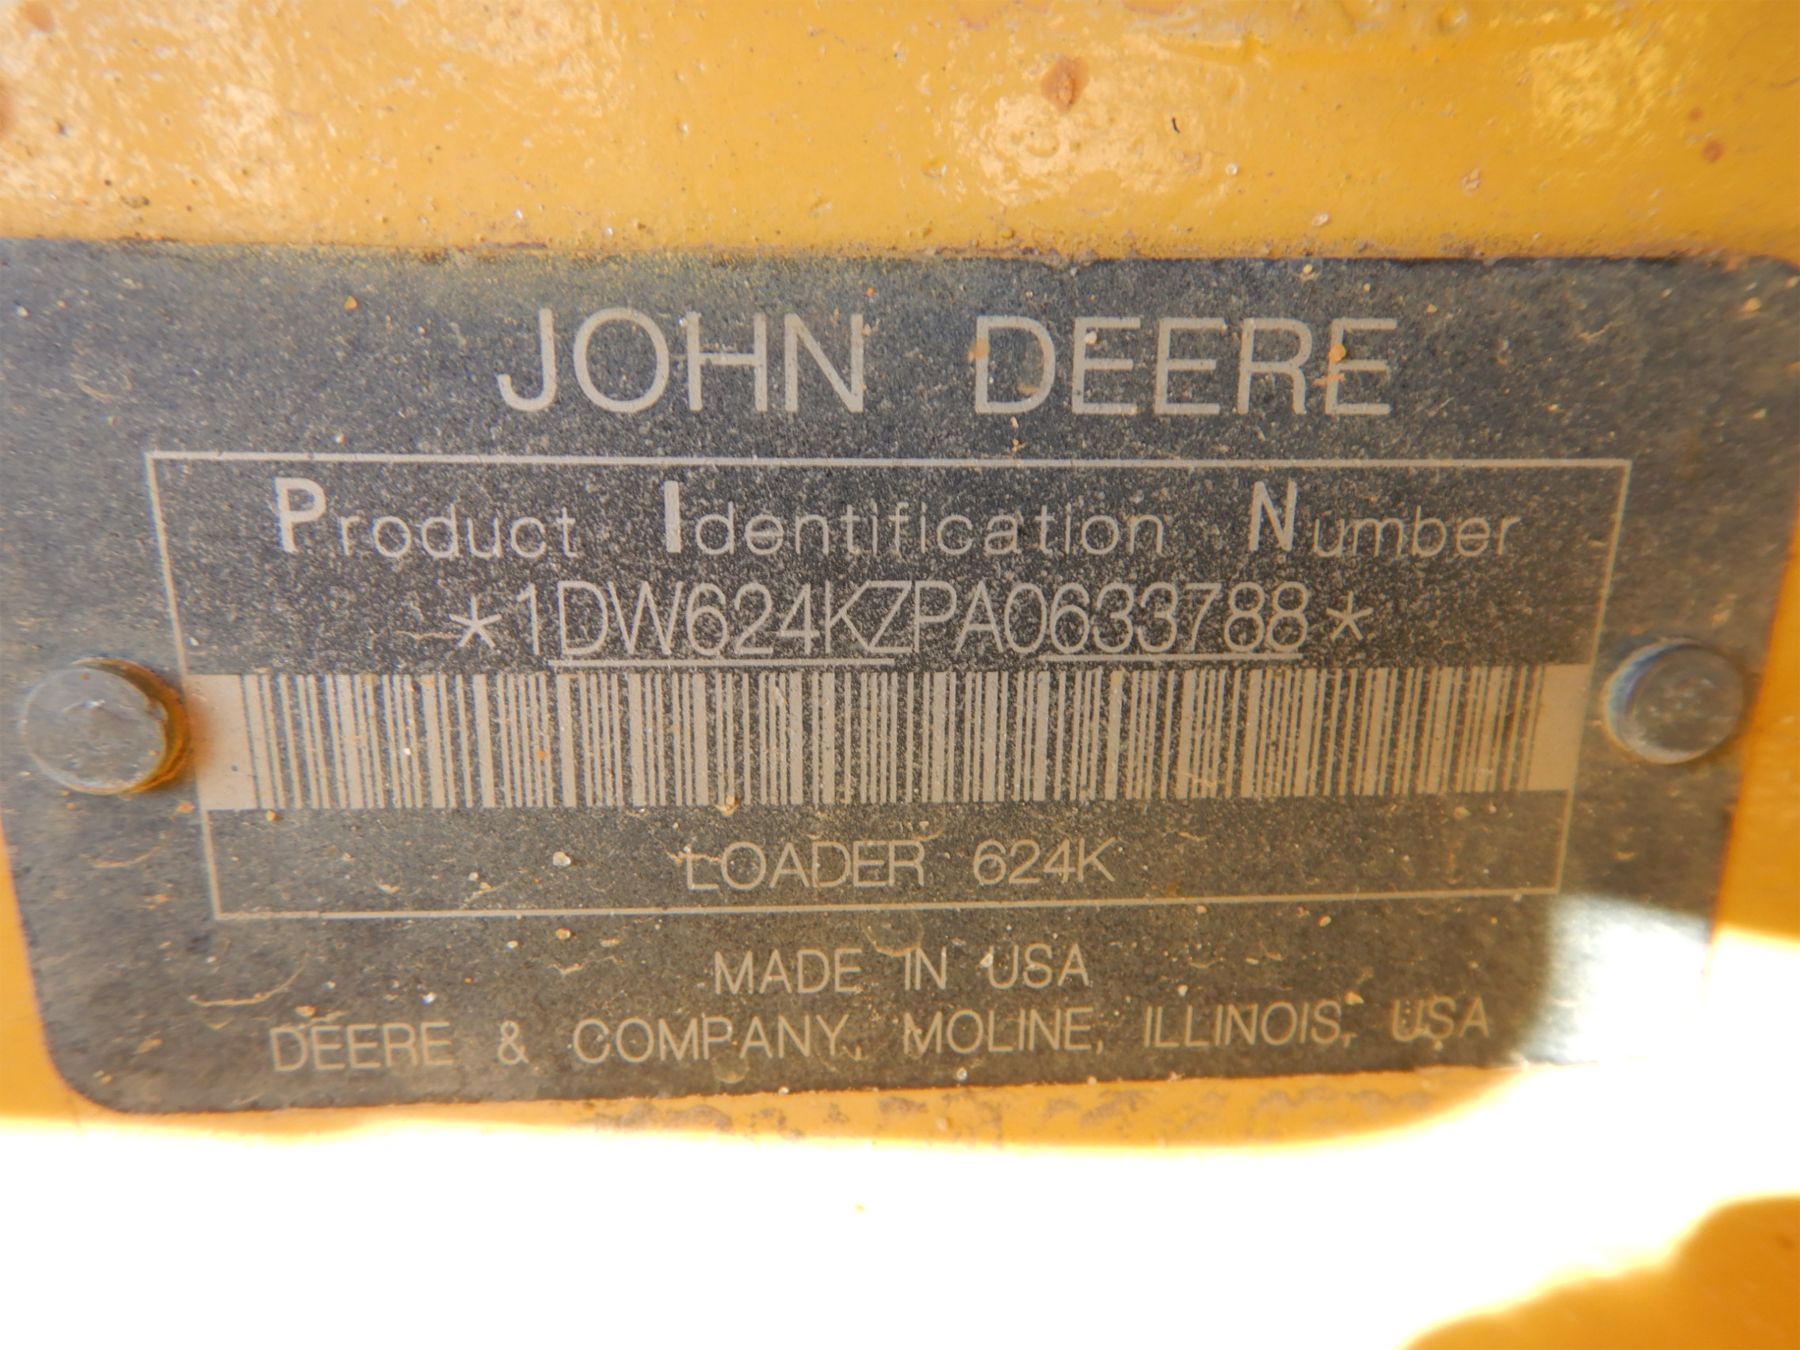 JOHN DEERE
Product Identification Number
*1DW624KZPA0633788*
LOADER 624K
MADE IN USA
DEERE & COMPANY, MOLINE, ILLINOIS, USA